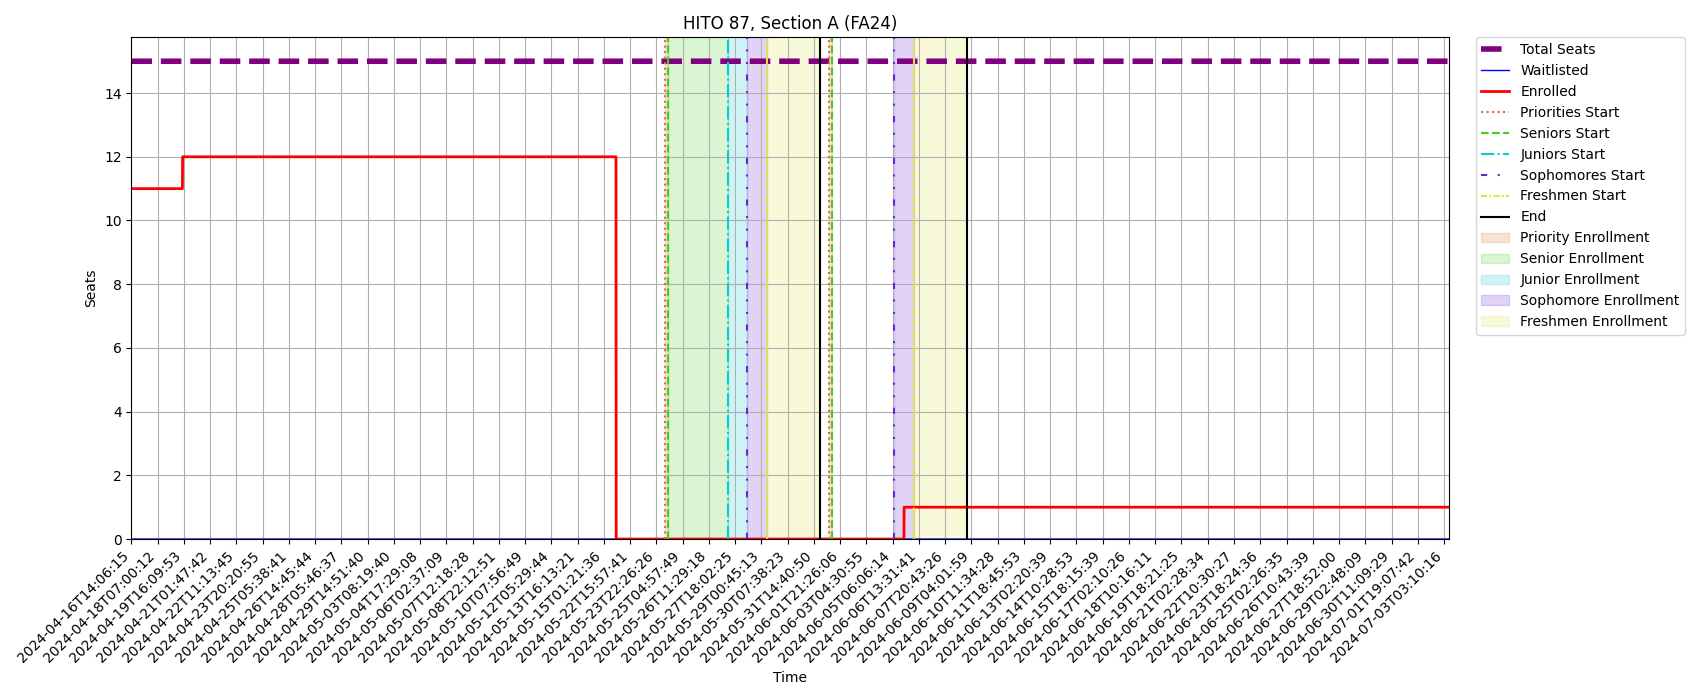 HITO 87, Section A (FA24)
Total Seats
Waitlisted
Enrolled
Priorities Start
Seniors Start
Juniors Start
Sophomores Start
Freshmen Start
End
Priority Enrollment
Senior Enrollment
Junior Enrollment
Sophomore Enrollment
Freshmen Enrollment
Seats
14
12
10
8
6
4
2
0
2024-04-16T14:06:15
2024-04-18T07:00:12
2024-04-19T16:09:53
2024-04-21T01:47:42
2024-04-22T11:13:45
2024-04-23T20:20:55
2024-04-25T05:38:41
2024-04-26T14:45:44
2024-04-28T05:46:37
2024-04-29T14:51:40
2024-05-03T08:19:40
2024-05-04T17:29:08
2024-05-06T02:37:09
2024-05-07T12:18:28
2024-05-08T22:12:51
2024-05-10T07:56:49
2024-05-12T05:29:44
2024-05-13T16:13:21
2024-05-15T01:21:36
2024-05-22T15:57:41
2024-05-23T22:26:26
2024-05-25T04:57:49
2024-05-26T11:29:18
2024-05-27T18:02:25
2024-05-29T00:45:13
2024-05-30T07:38:23
2024-05-31T14:40:50
2024-06-01T21:26:06
2024-06-03T04:30:55
2024-06-05T06:06:14
2024-06-06T13:31:41
2024-06-07T20:43:26
2024-06-09T04:01:59
2024-06-10T11:34:28
2024-06-11T18:45:53
2024-06-13T02:20:39
2024-06-14T10:28:53
2024-06-15T18:15:39
2024-06-17T02:10:26
2024-06-18T10:16:11
2024-06-19T18:21:25
2024-06-21T02:28:34
2024-06-22T10:30:27
2024-06-23T18:24:36
2024-06-25T02:26:35
2024-06-26T10:43:39
2024-06-27T18:52:00
2024-06-29T02:48:09
2024-06-30T11:09:29
2024-07-01T19:07:42
2024-07-03T03:10:16
Time